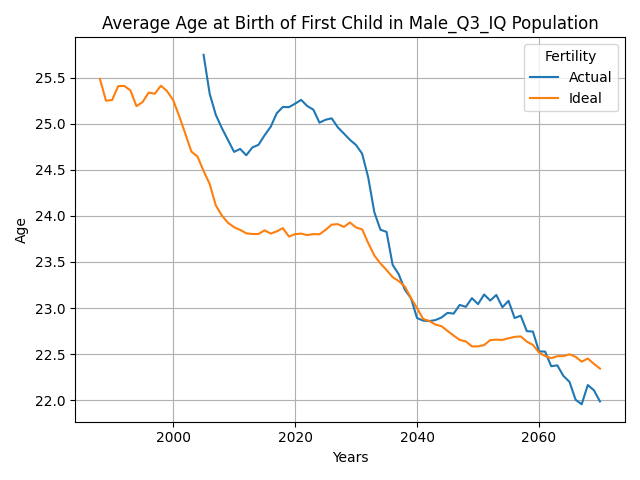 Average Age at Birth of First Child in Male_Q3_IQ Population
Fertility
Actual
Ideal
Age
25.5
25.0
24.5
24.0
23.5
23.0
22.5
22.0
2000
2020
2040
2060
Years